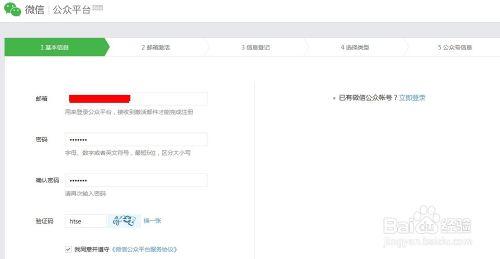 微信 | 公众平台
1 基本信息
2 邮箱激活
3 信息登记
4 选择类型
5 公众号信息
邮箱
用来登录公众平台，接收到激活邮件才能完成注册
已有微信公众帐号？立即登录
密码
字母、数字或者英文符号，最短6位，区分大小写
确认密码
请再次输入密码
验证码 htse 换一张
我同意并遵守《微信公众平台服务协议》
Baidu经验
jingyan.baidu.com